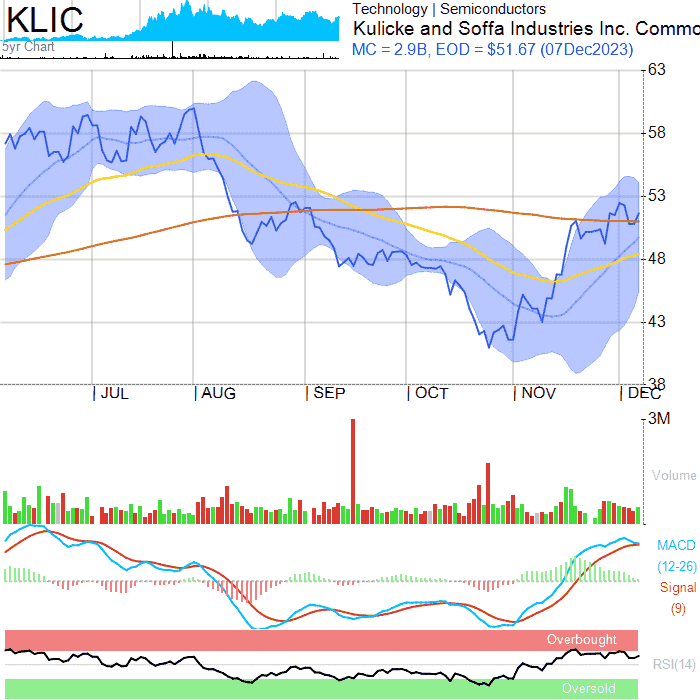 KLIC
5yr Chart
Technology | Semiconductors
Kulicke and Soffa Industries Inc. Commo
MC = 2.9B, EOD = $51.67 (07Dec2023)
63
58
53
48
43
38
JUL
AUG
SEP
OCT
NOV
DEC
3M
Volume
MACD
(12-26)
Signal
(9)
Overbought
RSI(14)
Oversold